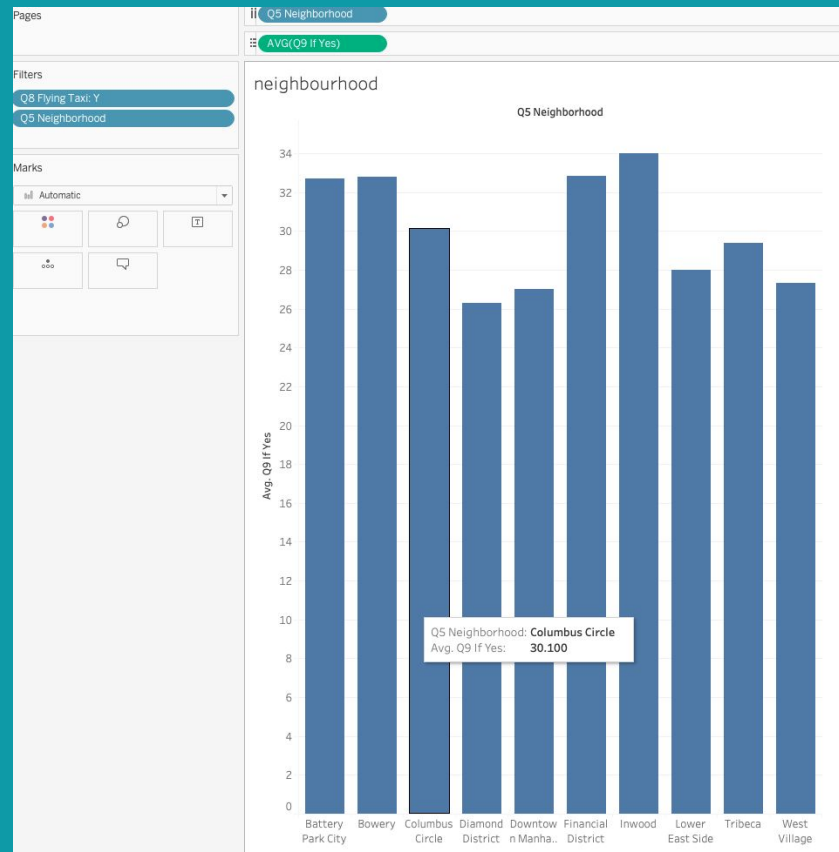 Pages
Q5 Neighborhood
AVG(Q9 If Yes)
Filters
Q8 Flying Taxi: Y
Q5 Neighborhood
Marks
Automatic
T
neighbourhood
Q5 Neighborhood
34
32
30
28
26
24
22
20
18
16
14
12
10
8
6
4
2
0
Avg. Q9 If Yes
Q5 Neighborhood: Columbus Circle
Avg. Q9 If Yes: 30.100
Battery Bowery Columbus Diamond Downtow Financial Inwood Lower Tribeca West
Park City Circle District n Manha.. District East Side Village